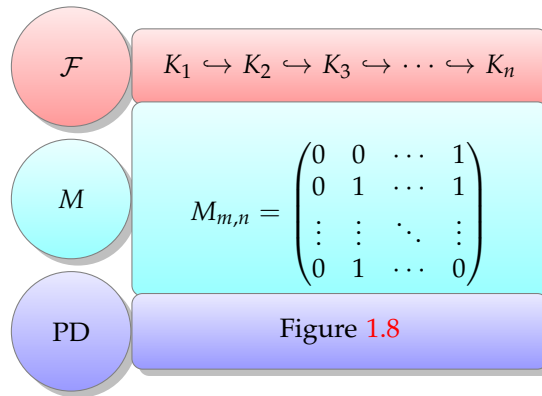 ℱ K₁ ↪ K₂ ↪ K₃ ↪ ⋯ ↪ Kₙ
M
Mₘ,ₙ =
0 0 ⋯ 1
0 1 ⋯ 1
⋮ ⋮ ⋱ ⋮
0 1 ⋯ 0
PD Figure 1.8